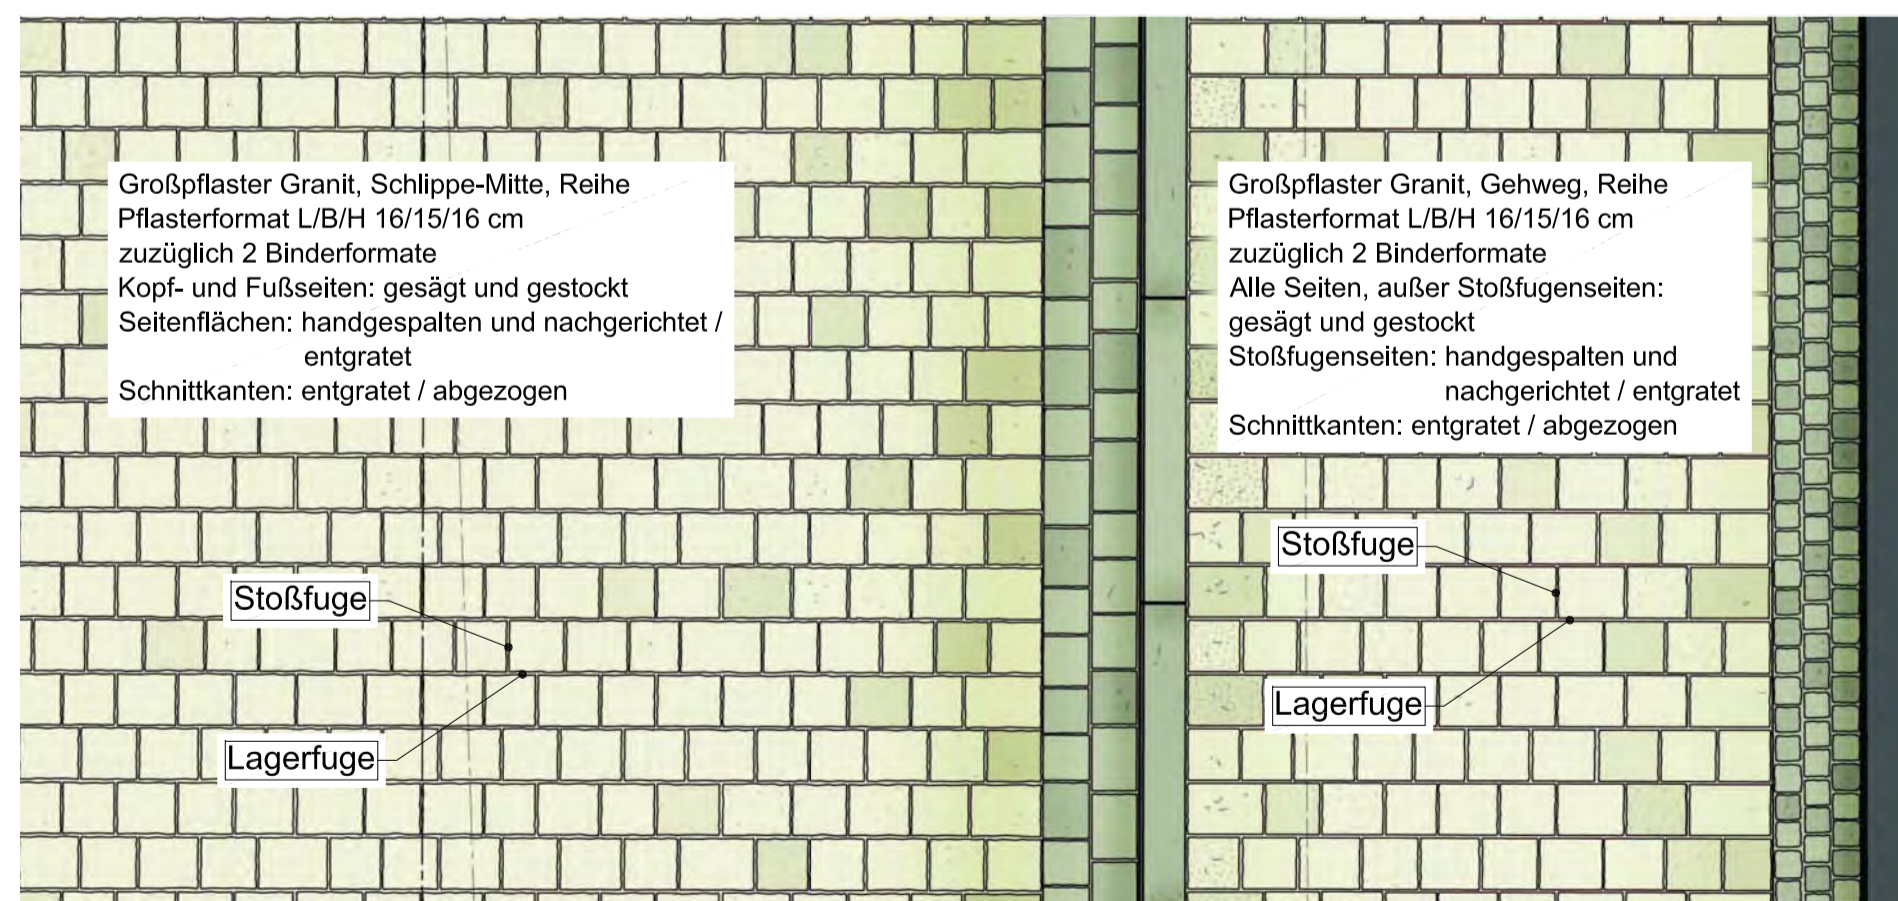 Großpflaster Granit, Schlippe-Mitte, Reihe
Pflasterformat L/B/H 16/15/16 cm
zuzüglich 2 Binderformate
Kopf- und Fußseiten: gesägt und gestockt
Seitenflächen: handgespalten und nachgerichtet /
entgratet
Schnittkanten: entgratet / abgezogen
Stoßfuge
Lagerfuge
Großpflaster Granit, Gehweg, Reihe
Pflasterformat L/B/H 16/15/16 cm
zuzüglich 2 Binderformate
Alle Seiten, außer Stoßfugenseiten:
gesägt und gestockt
Stoßfugenseiten: handgespalten und
nachgerichtet / entgratet
Schnittkanten: entgratet / abgezogen
Stoßfuge
Lagerfuge